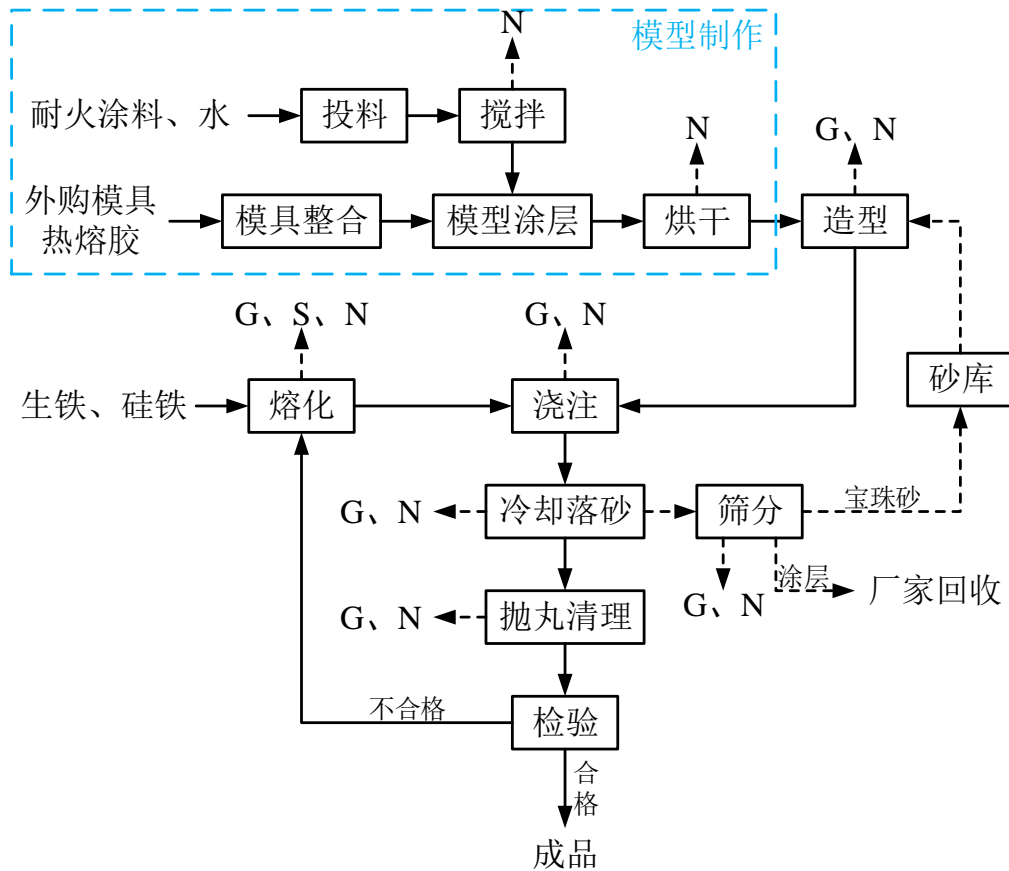 模型制作
N
耐火涂料、水
投料
搅拌
N
G、N
外购模具
热熔胶
模具整合
模型涂层
烘干
造型
G、S、N
G、N
砂库
生铁、硅铁
熔化
浇注
G、N
冷却落砂
筛分
宝珠砂
涂层
厂家回收
G、N
G、N
抛丸清理
不合格
检验
合
格
成品